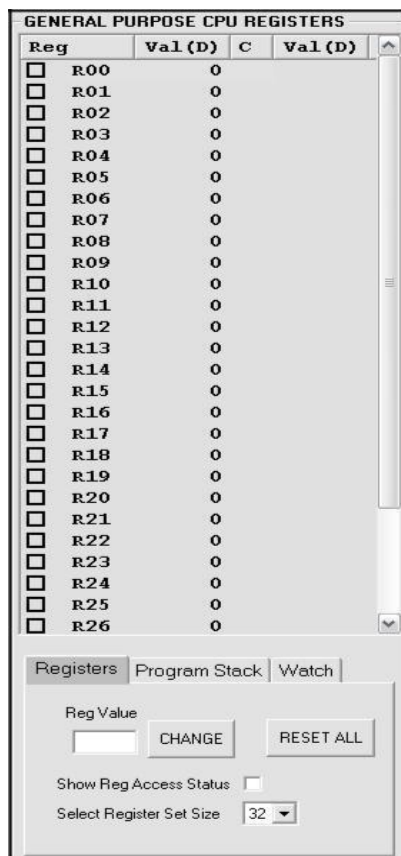 GENERAL PURPOSE CPU REGISTERS
Reg Val(D) C Val(D)
R00 0
R01 0
R02 0
R03 0
R04 0
R05 0
R06 0
R07 0
R08 0
R09 0
R10 0
R11 0
R12 0
R13 0
R14 0
R15 0
R16 0
R17 0
R18 0
R19 0
R20 0
R21 0
R22 0
R23 0
R24 0
R25 0
R26 0
Registers Program Stack Watch
Reg Value
CHANGE RESET ALL
Show Reg Access Status
Select Register Set Size 32